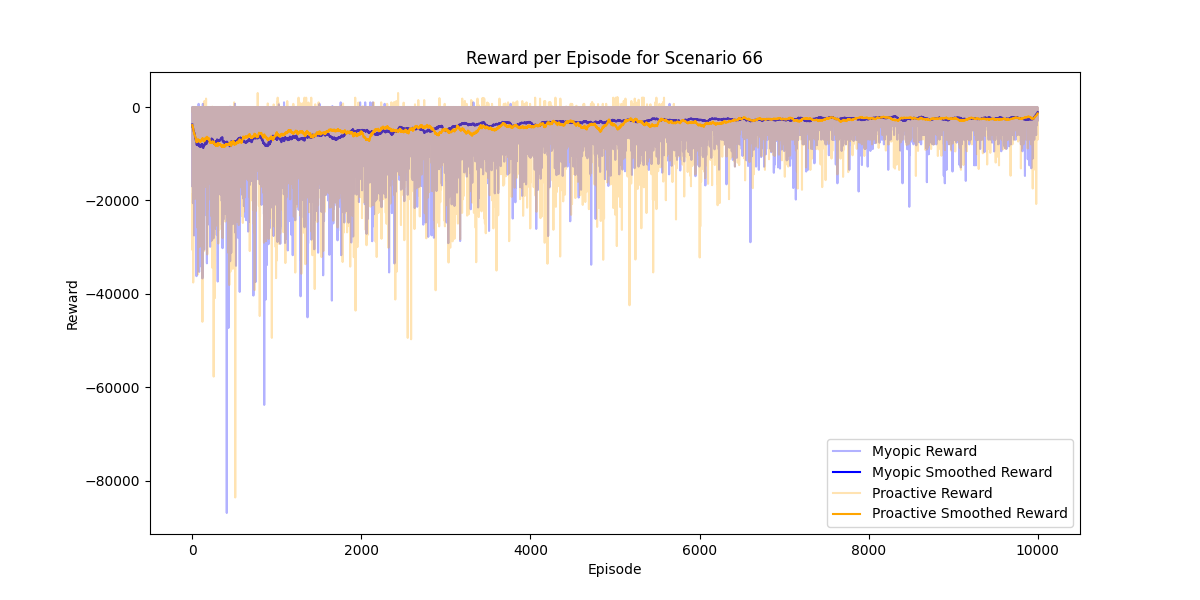 Reward per Episode for Scenario 66
0
−20000
−40000
−60000
−80000
Reward
0
2000
4000
6000
8000
10000
Episode
Myopic Reward
Myopic Smoothed Reward
Proactive Reward
Proactive Smoothed Reward